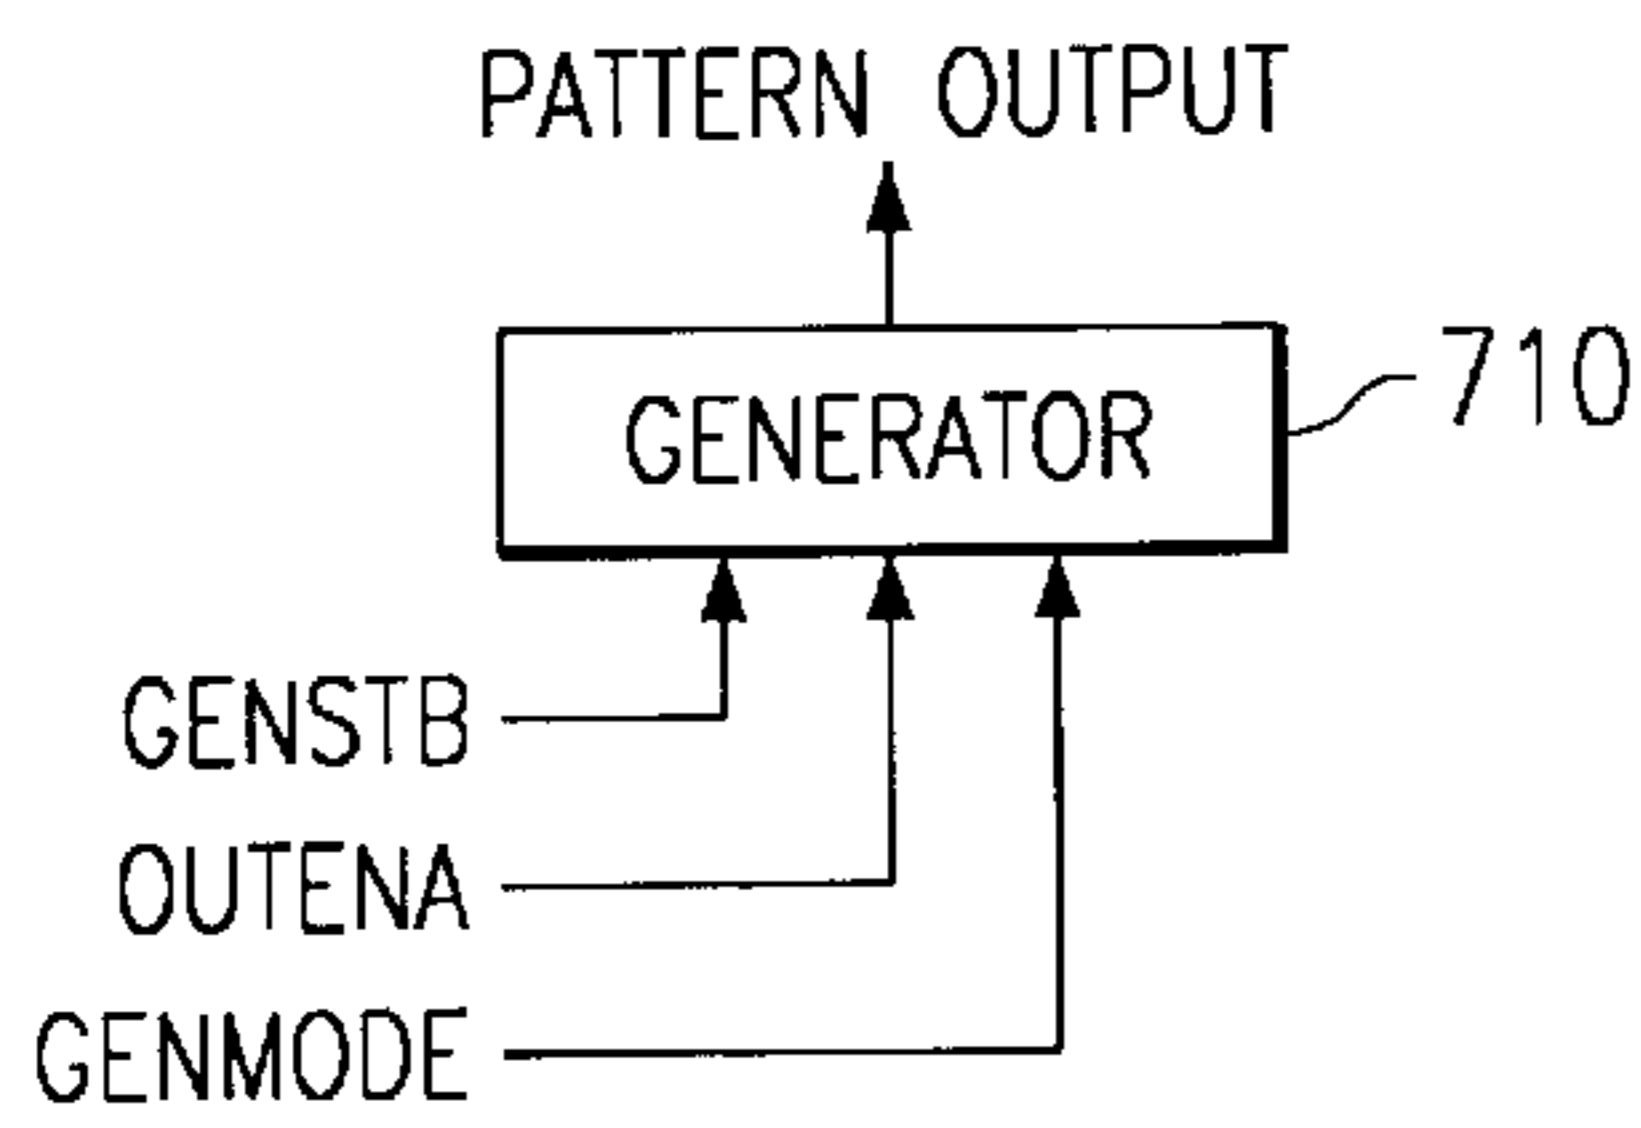 PATTERN OUTPUT
GENERATOR
710
GENSTB
OUTENA
GENMODE